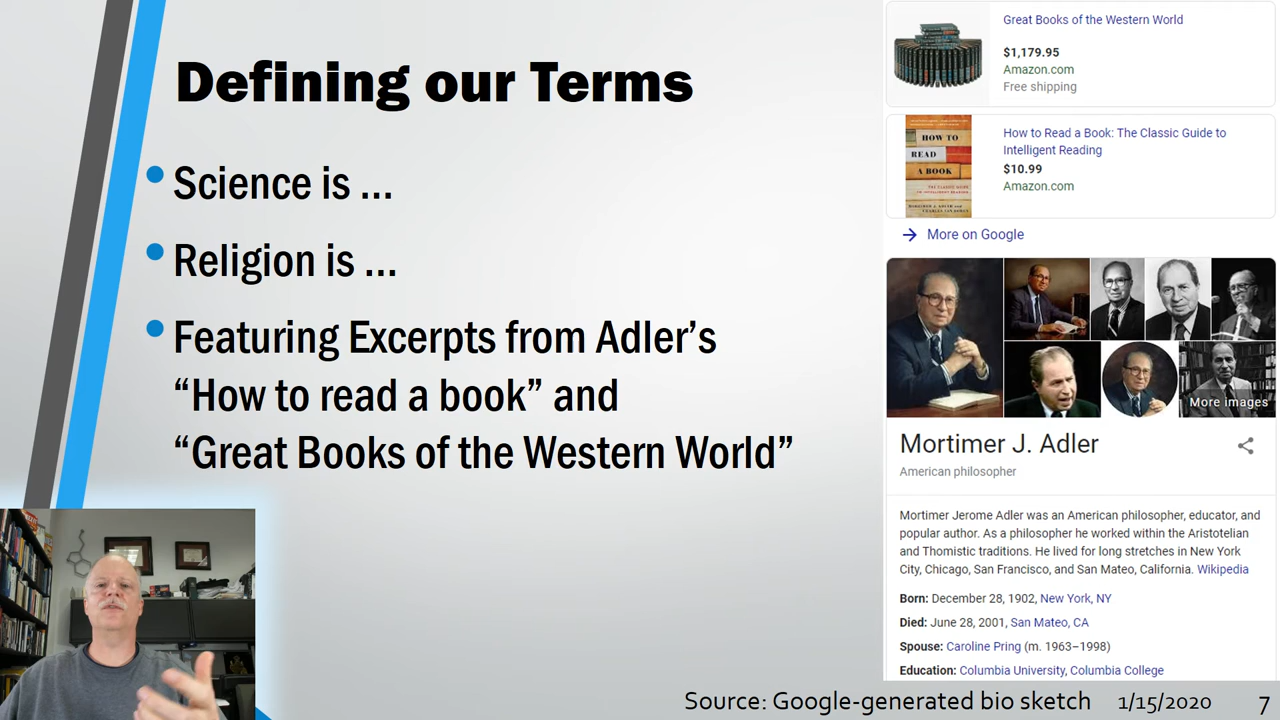 Defining our Terms
Science is ...
Religion is ...
Featuring Excerpts from Adler’s
“How to read a book” and
“Great Books of the Western World”
Great Books of the Western World
$1,179.95
Amazon.com
Free shipping
HOW TO
READ
A BOOK
How to Read a Book: The Classic Guide to
Intelligent Reading
$10.99
Amazon.com
More on Google
More images
Mortimer J. Adler
American philosopher
Mortimer Jerome Adler was an American philosopher, educator, and
popular author. As a philosopher he worked within the Aristotelian
and Thomistic traditions. He lived for long stretches in New York
City, Chicago, San Francisco, and San Mateo, California. Wikipedia
Born: December 28, 1902, New York, NY
Died: June 28, 2001, San Mateo, CA
Spouse: Caroline Pring (m. 1963–1998)
Education: Columbia University, Columbia College
Source: Google-generated bio sketch 1/15/2020 7